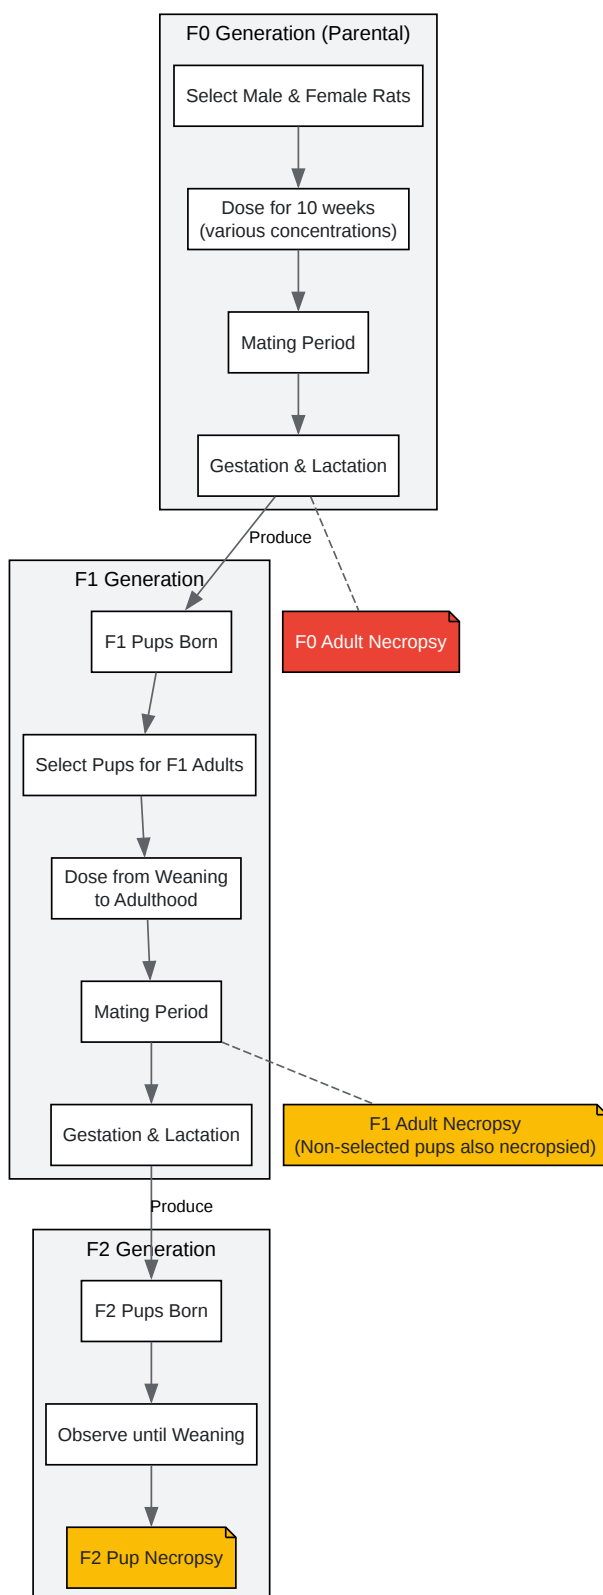 F0 Generation (Parental)
Select Male & Female Rats
Dose for 10 weeks
(various concentrations)
Mating Period
Gestation & Lactation
Produce
F0 Adult Necropsy
F1 Generation
F1 Pups Born
Select Pups for F1 Adults
Dose from Weaning
to Adulthood
Mating Period
F1 Adult Necropsy
(Non-selected pups also necropsied)
Gestation & Lactation
Produce
F2 Generation
F2 Pups Born
Observe until Weaning
F2 Pup Necropsy